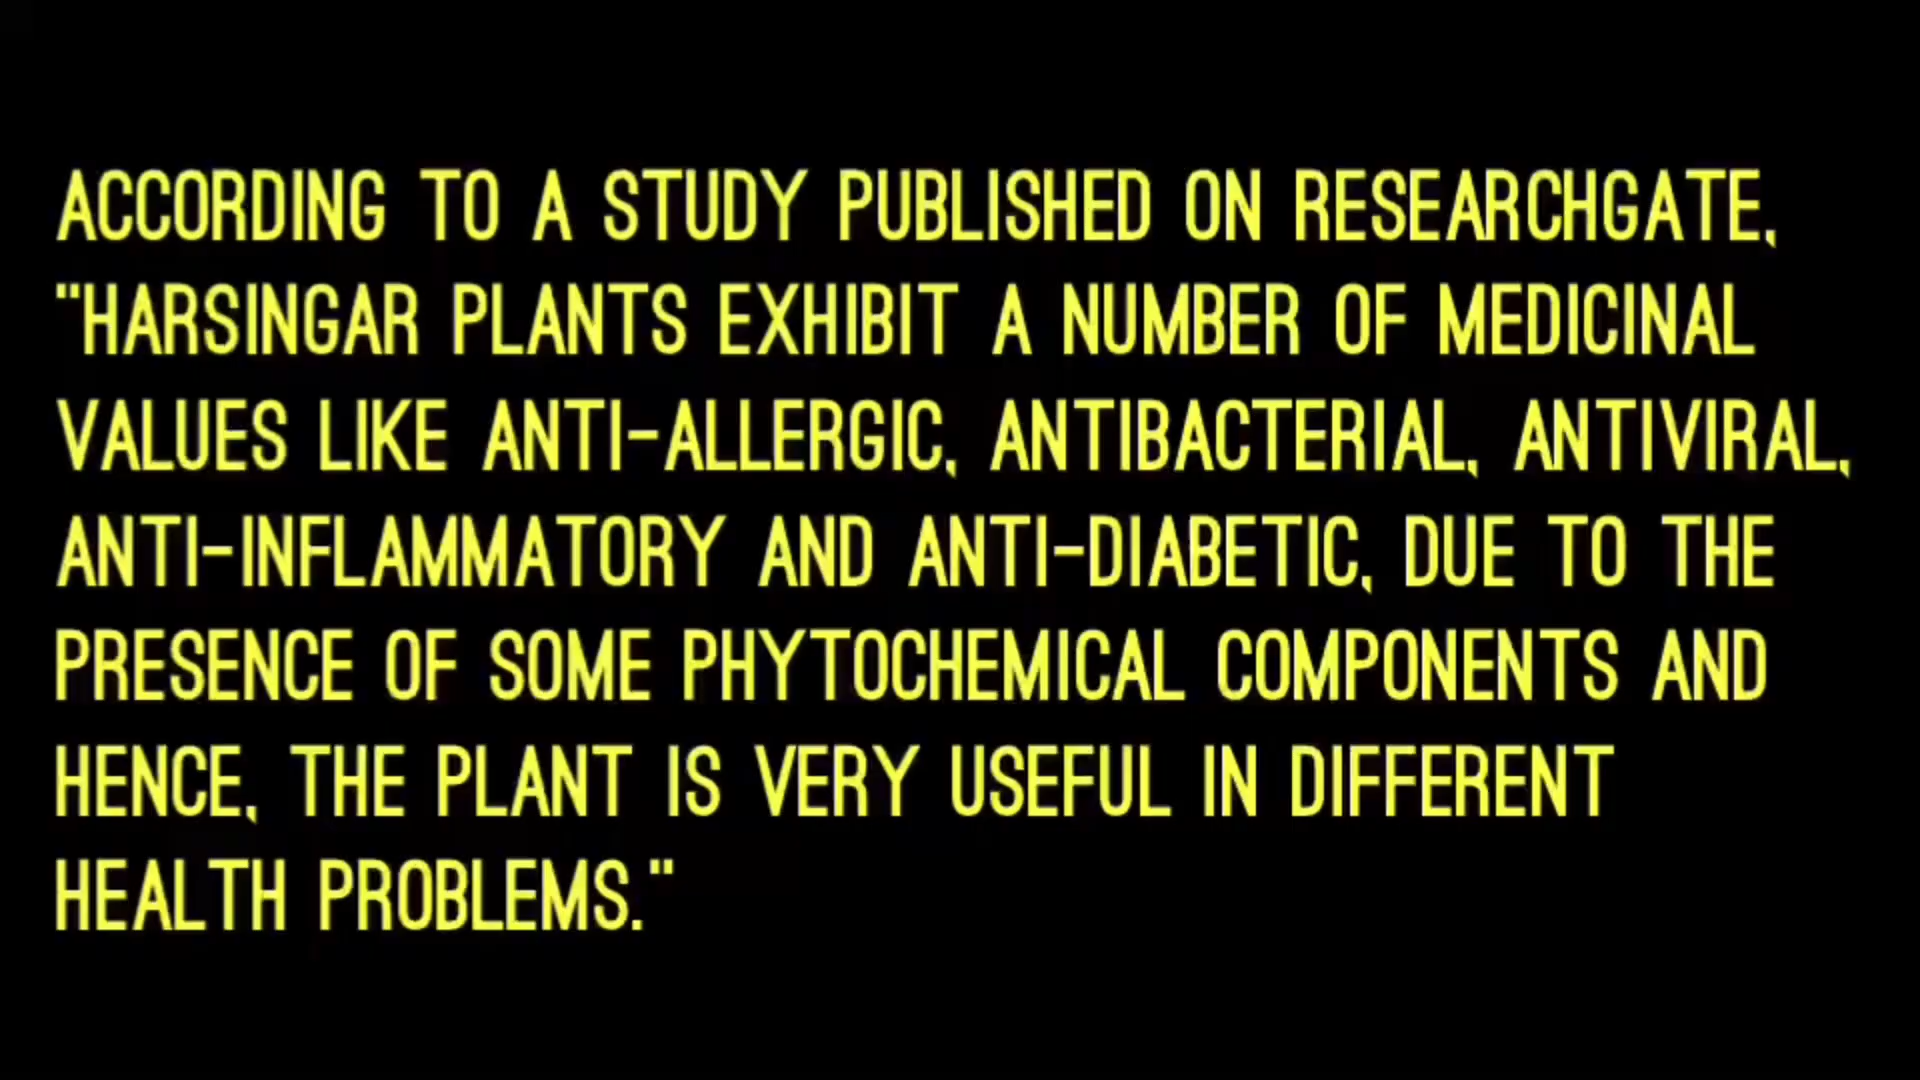 ACCORDING TO A STUDY PUBLISHED ON RESEARCHGATE,
"HARSINGAR PLANTS EXHIBIT A NUMBER OF MEDICINAL
VALUES LIKE ANTI-ALLERGIC, ANTIBACTERIAL, ANTIVIRAL,
ANTI-INFLAMMATORY AND ANTI-DIABETIC, DUE TO THE
PRESENCE OF SOME PHYTOCHEMICAL COMPONENTS AND
HENCE, THE PLANT IS VERY USEFUL IN DIFFERENT
HEALTH PROBLEMS."